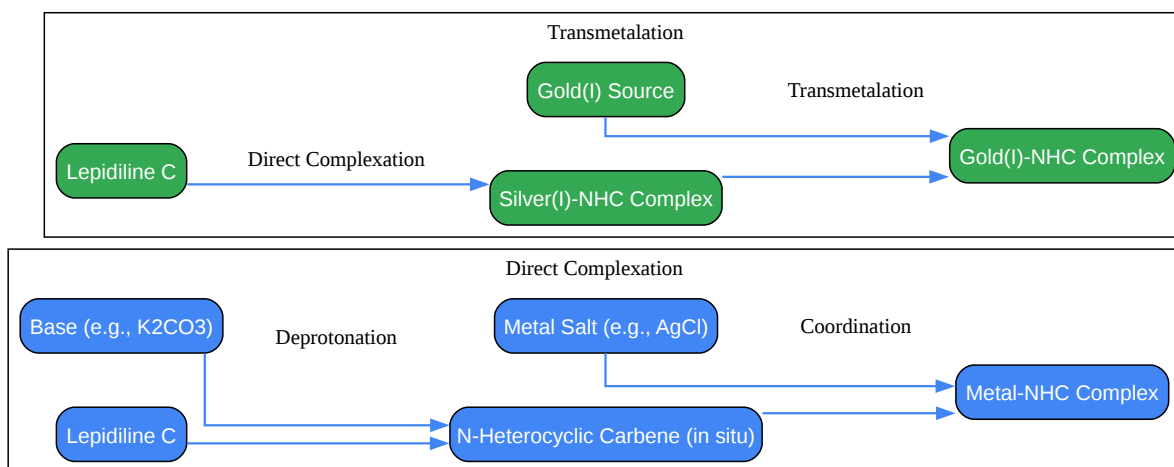 Transmetalation
Gold(I) Source
Transmetalation
Lepidiline C
Direct Complexation
Silver(I)-NHC Complex
Gold(I)-NHC Complex
Direct Complexation
Base (e.g., K2CO3)
Deprotonation
Metal Salt (e.g., AgCl)
Coordination
Lepidiline C
N-Heterocyclic Carbene (in situ)
Metal-NHC Complex